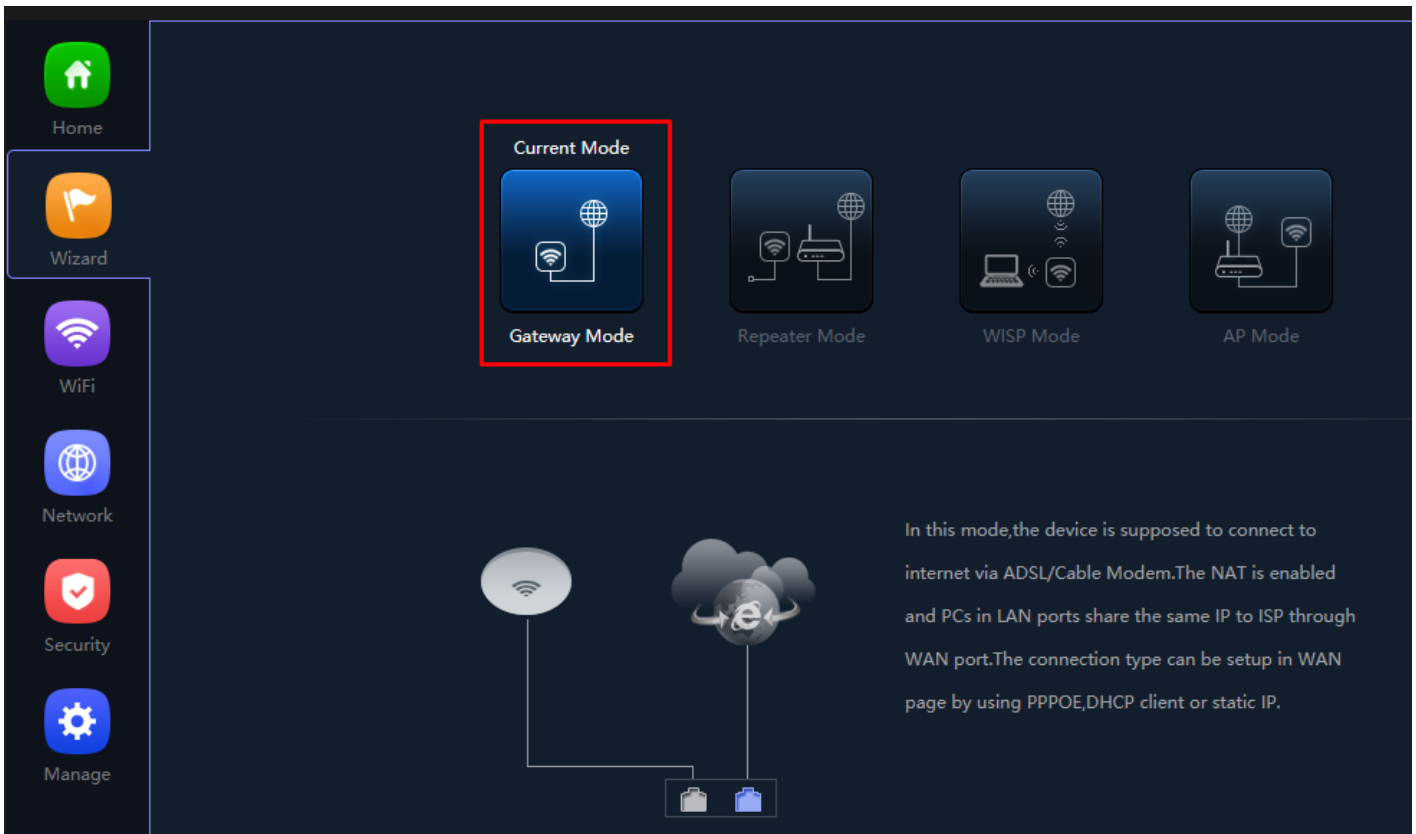 Home
Wizard
WiFi
Network
Security
Manage
Current Mode
Gateway Mode
Repeater Mode
WISP Mode
AP Mode
In this mode,the device is supposed to connect to
internet via ADSL/Cable Modem.The NAT is enabled
and PCs in LAN ports share the same IP to ISP through
WAN port.The connection type can be setup in WAN
page by using PPPOE,DHCP client or static IP.